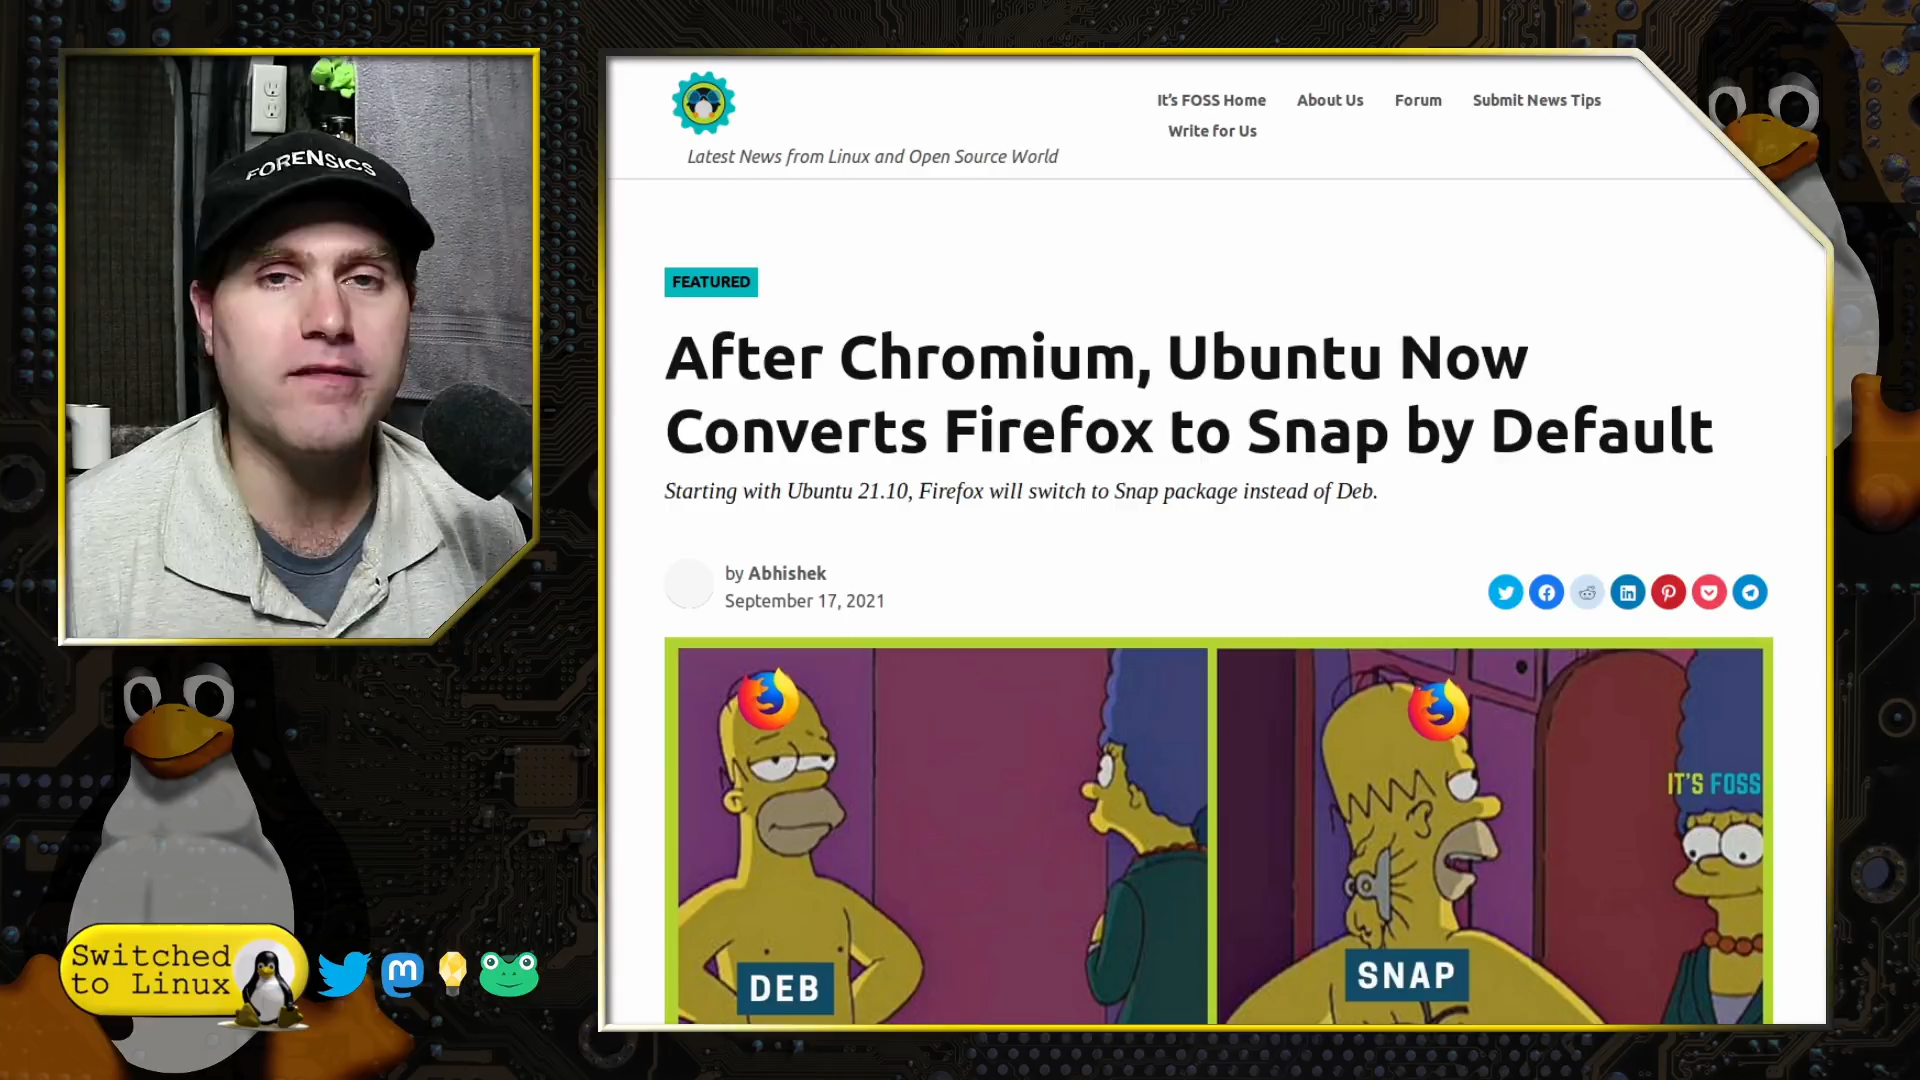 FORENSICS
It's FOSS Home
About Us
Forum
Submit News Tips
Write for Us
Latest News from Linux and Open Source World
FEATURED
After Chromium, Ubuntu Now
Converts Firefox to Snap by Default
Starting with Ubuntu 21.10, Firefox will switch to Snap package instead of Deb.
by Abhishek
September 17, 2021
IT'S FOSS
DEB
SNAP
Switched
to Linux